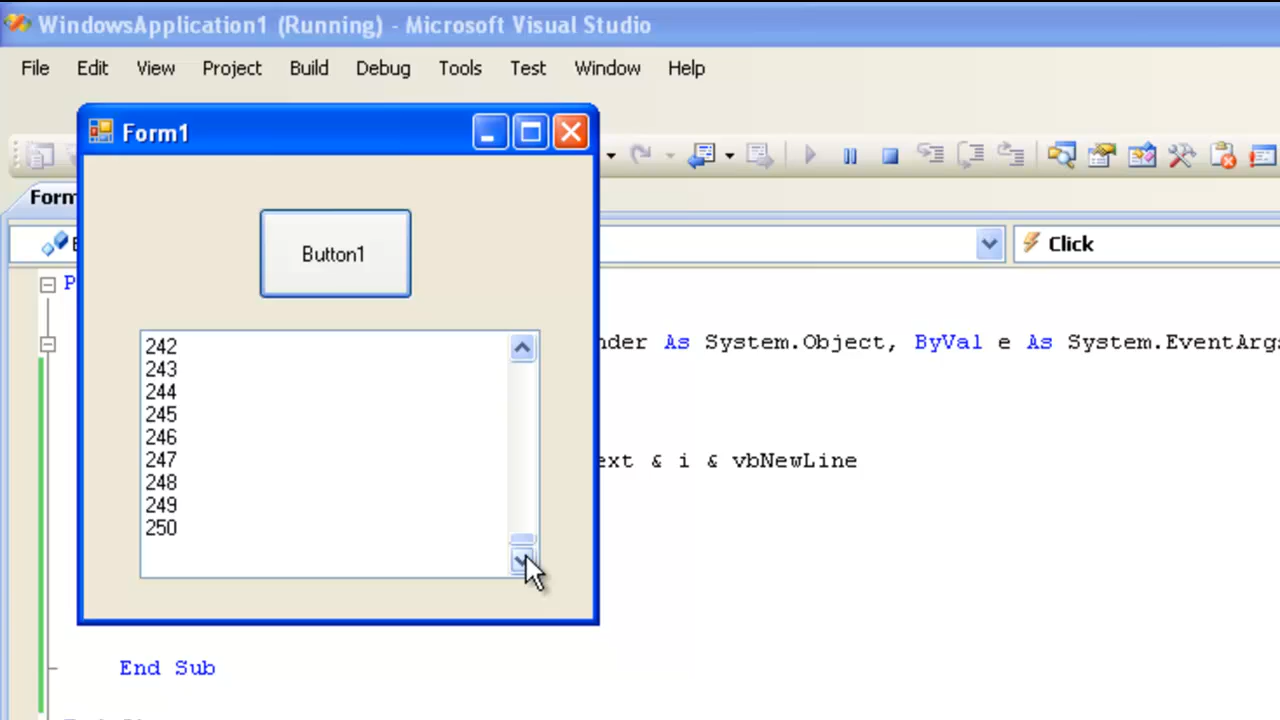 WindowsApplication1 (Running) - Microsoft Visual Studio
File Edit View Project Build Debug Tools Test Window Help
Form1
Form
Button1
Click
P
nder As System.Object, ByVal e As System.EventArgs
242
243
244
245
246
247
248
249
250
ext & i & vbNewLine
End Sub